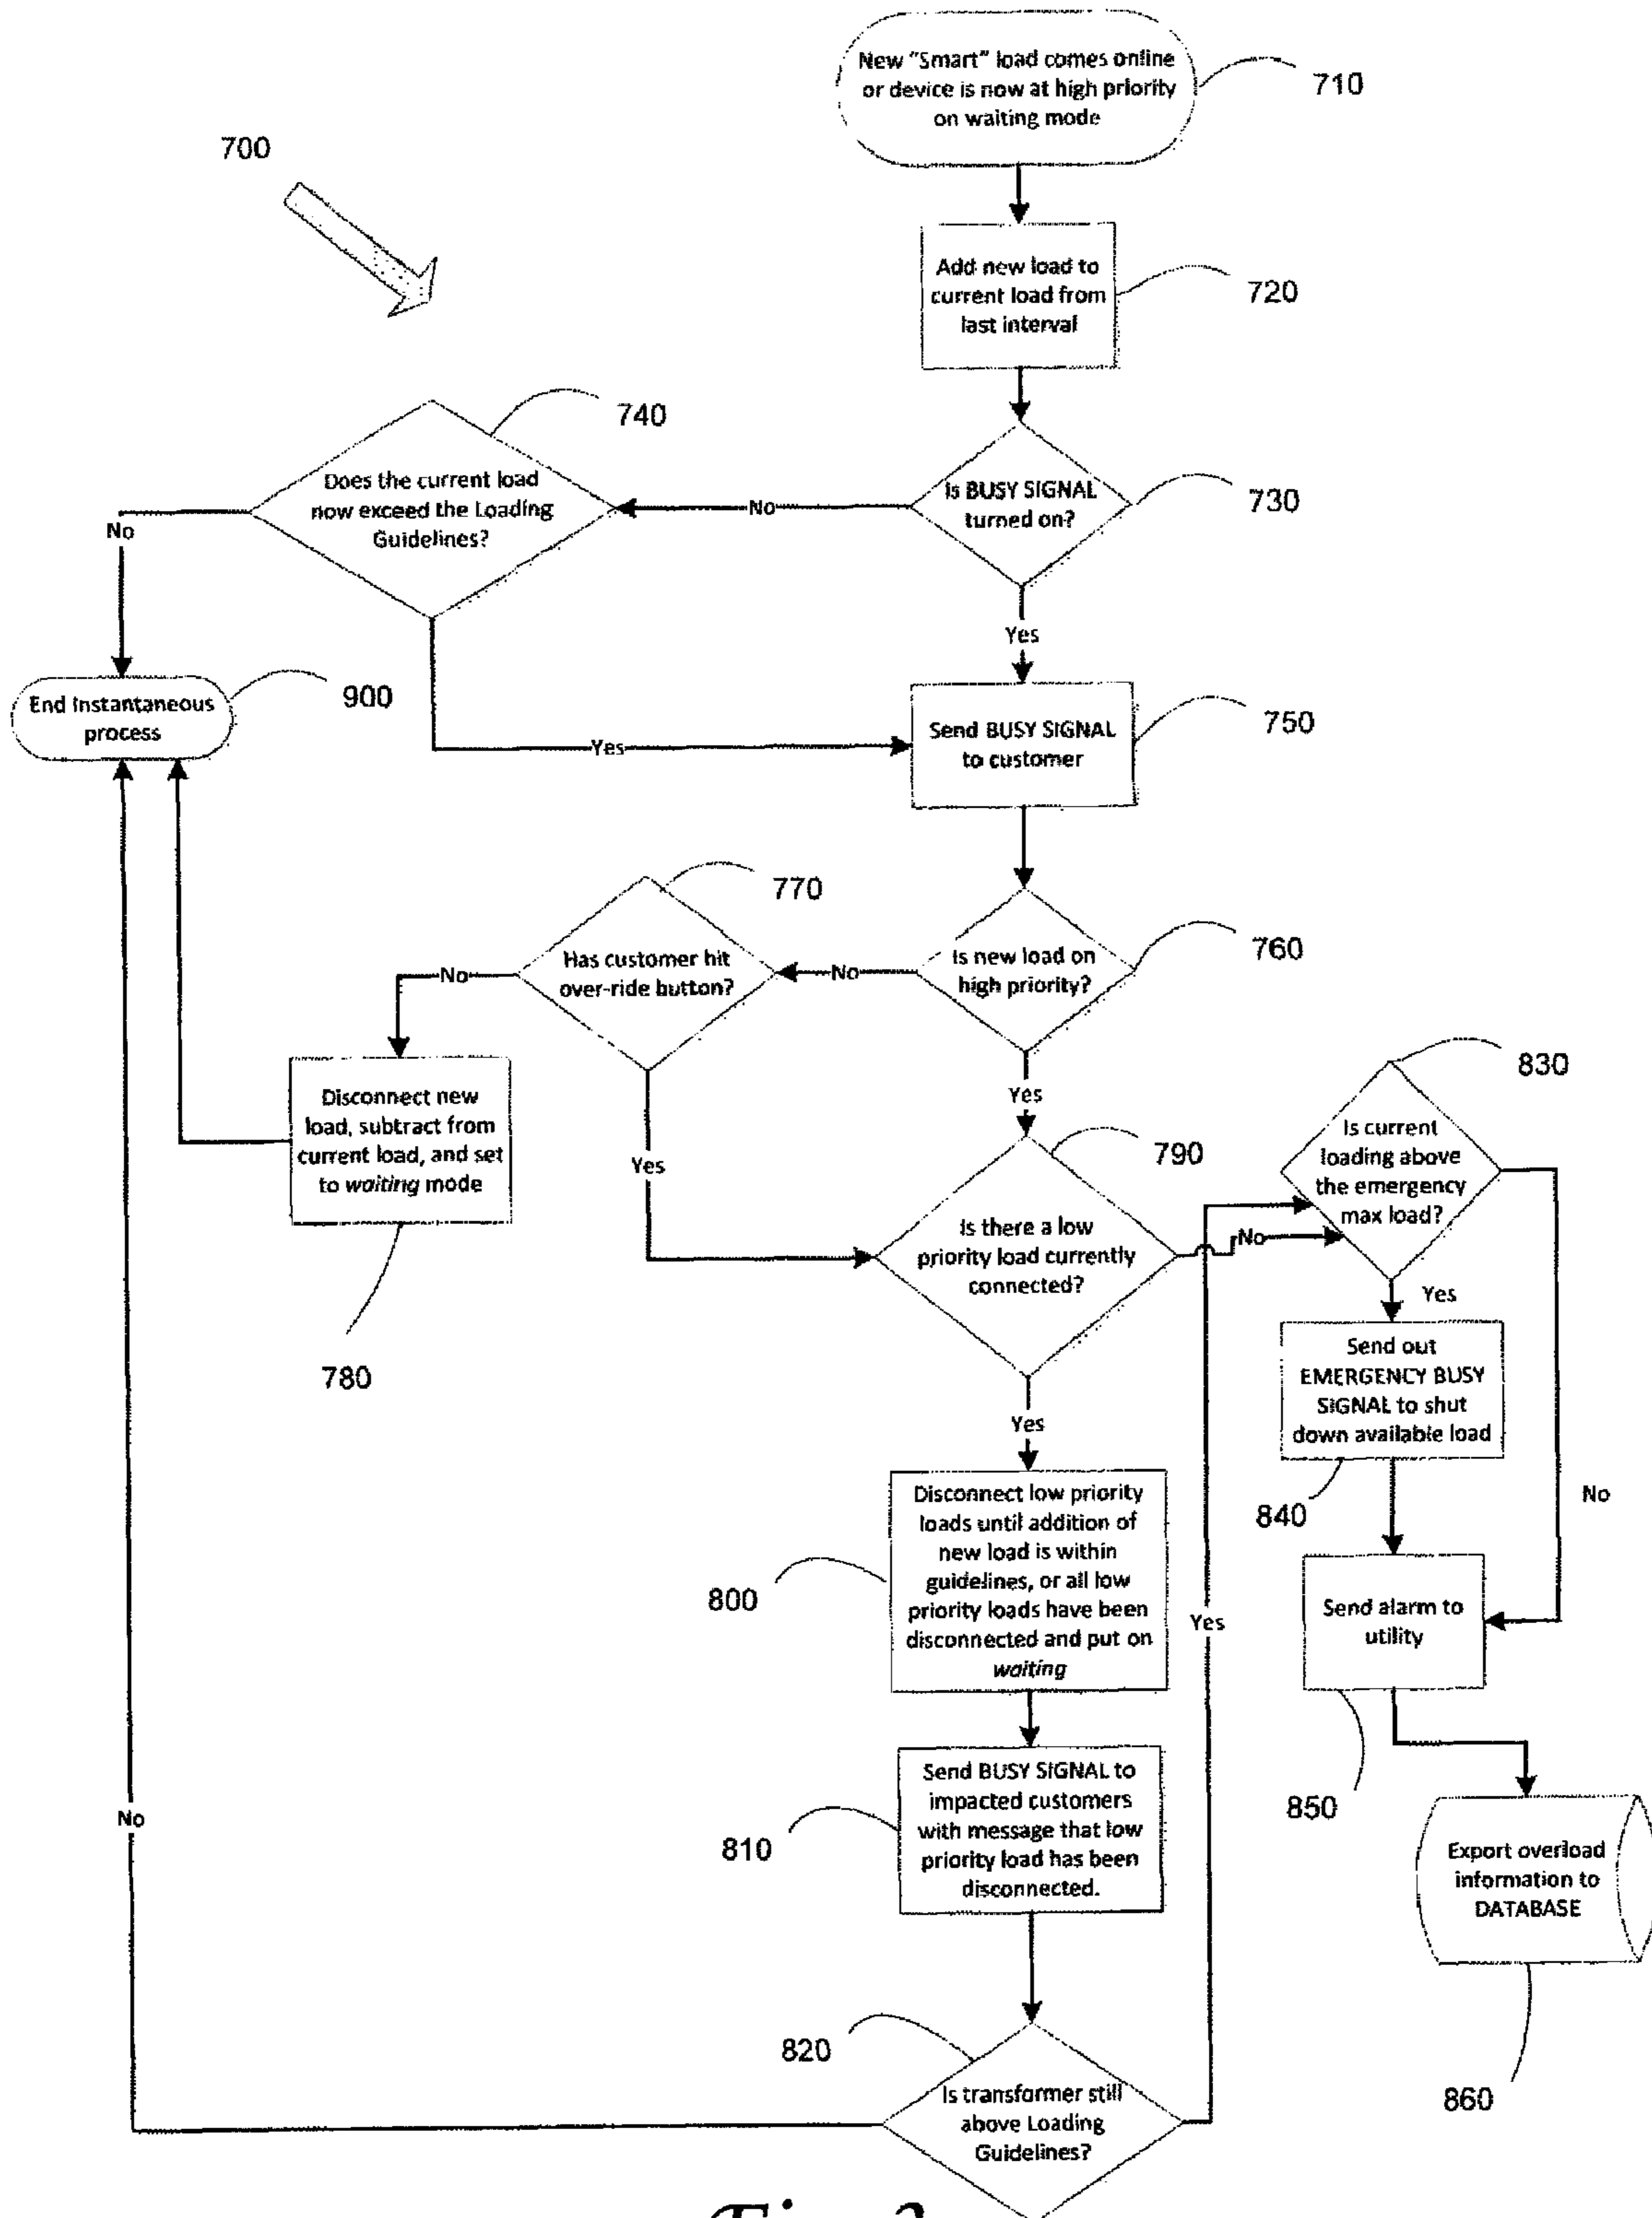 New "Smart" load comes online
or device is now at high priority
on waiting mode
710
700
Add new load to
current load from
last interval
720
740
Does the current load
now exceed the Loading
Guidelines?
No
Is BUSY SIGNAL
turned on?
730
No
Yes
End Instantaneous
process
900
Yes
Send BUSY SIGNAL
to customer
750
770
Has customer hit
over-ride button?
No
Is new load on
high priority?
760
No
Disconnect new
load, subtract from
current load, and set
to waiting mode
780
Yes
Yes
790
Is there a low
priority load currently
connected?
No
830
Is current
loading above
the emergency
max load?
Yes
Send out
EMERGENCY BUSY
SIGNAL to shut
down available load
840
No
Yes
800
Disconnect low priority
loads until addition of
new load is within
guidelines, or all low
priority loads have been
disconnected and put on
waiting
Yes
Send alarm to
utility
850
810
Send BUSY SIGNAL to
impacted customers
with message that low
priority load has been
disconnected.
No
Export overload
information to
DATABASE
860
820
Is transformer still
above Loading
Guidelines?